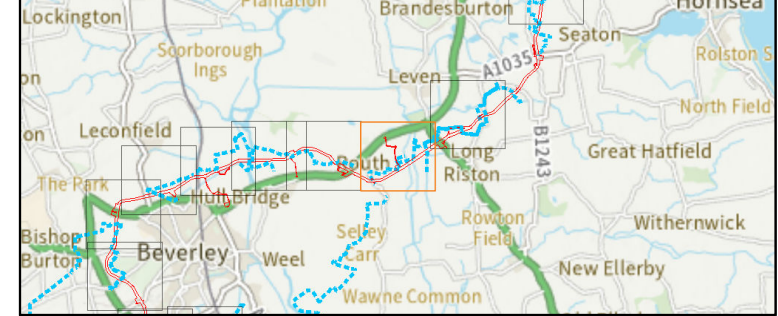 Plantation
Brandesburton
Hornsea
Lockington
Scorborough
Ings
Seaton
Rolston S
Leven
A1035
on
North Field
on
Leconfield
B1243
Routh
Long
Riston
Great Hatfield
The Park
Hull Bridge
Rowton
Field
Withernwick
Bishop
Burton
Beverley
Weel
Selley
Carr
New Ellerby
Wawne Common